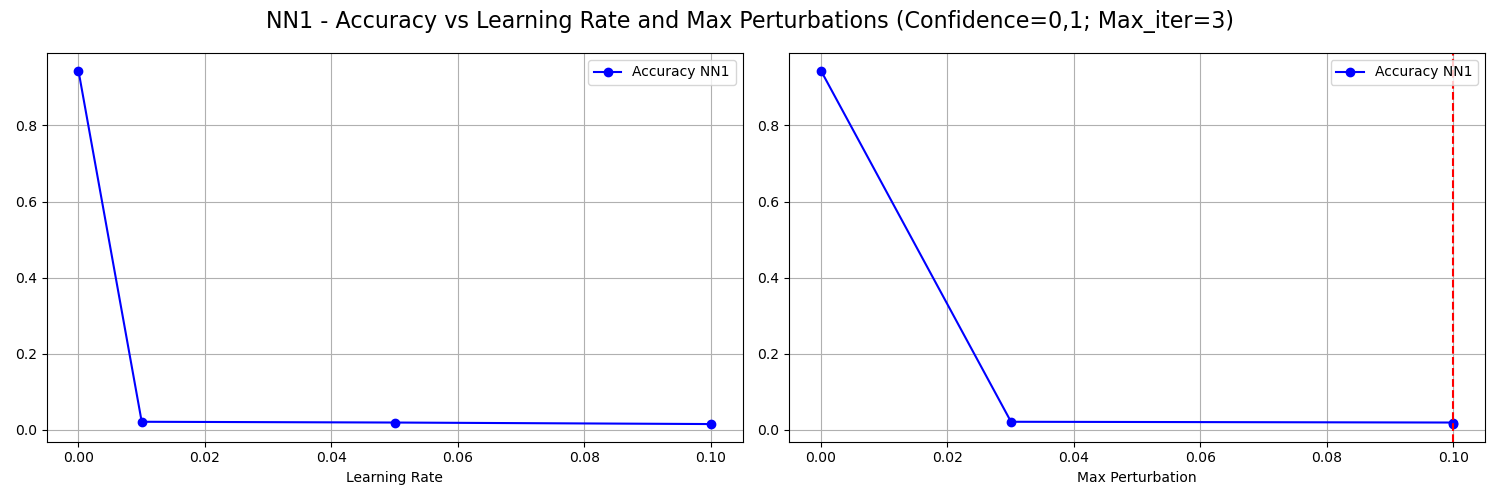 NN1 - Accuracy vs Learning Rate and Max Perturbations (Confidence=0,1; Max_iter=3)
Accuracy NN1
0.8
0.6
0.4
0.2
0.0
0.00 0.02 0.04 0.06 0.08 0.10
Learning Rate
Accuracy NN1
0.8
0.6
0.4
0.2
0.0
0.00 0.02 0.04 0.06 0.08 0.10
Max Perturbation